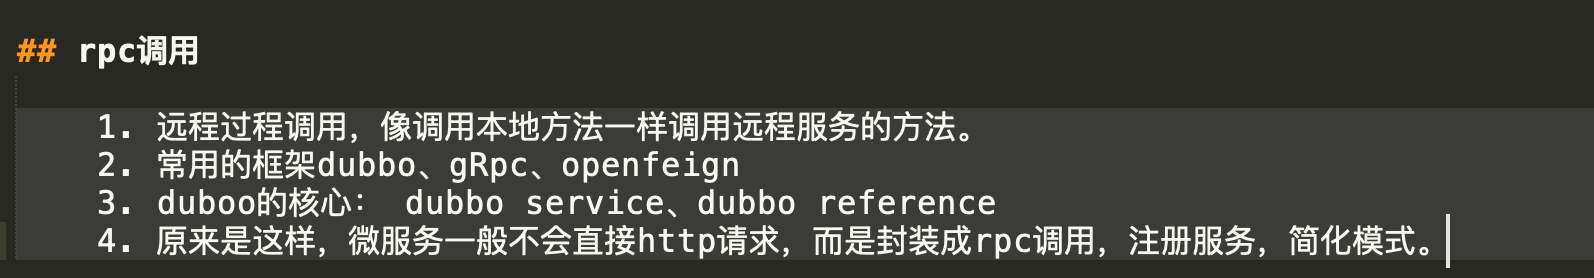 ## rpc调用
1. 远程过程调用，像调用本地方法一样调用远程服务的方法。
2. 常用的框架dubbo、gRpc、openfeign
3. duboo的核心： dubbo service、dubbo reference
4. 原来是这样，微服务一般不会直接http请求，而是封装成rpc调用，注册服务，简化模式。